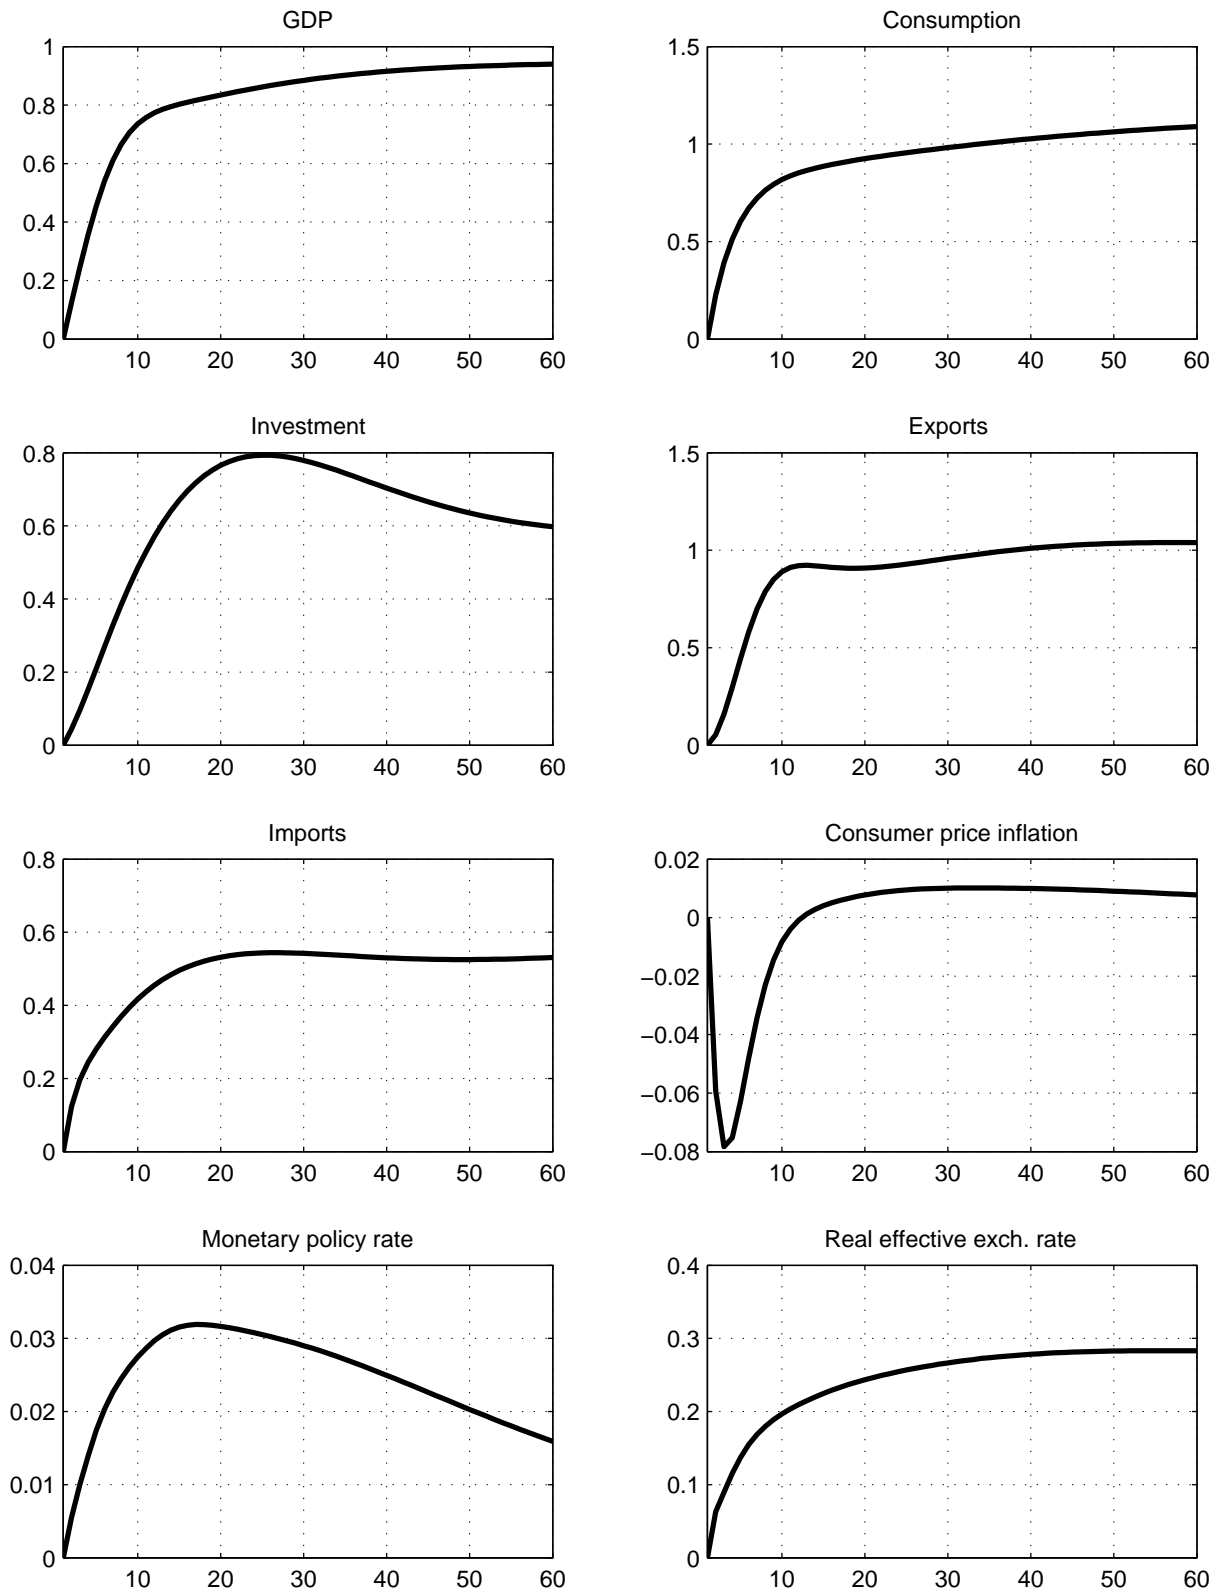 GDP
1
0.8
0.6
0.4
0.2
0
10 20 30 40 50 60
Consumption
1.5
1
0.5
0
10 20 30 40 50 60
Investment
0.8
0.6
0.4
0.2
0
10 20 30 40 50 60
Exports
1.5
1
0.5
0
10 20 30 40 50 60
Imports
0.8
0.6
0.4
0.2
0
10 20 30 40 50 60
Consumer price inflation
0.02
0
−0.02
−0.04
−0.06
−0.08
10 20 30 40 50 60
Monetary policy rate
0.04
0.03
0.02
0.01
0
10 20 30 40 50 60
Real effective exch. rate
0.4
0.3
0.2
0.1
0
10 20 30 40 50 60